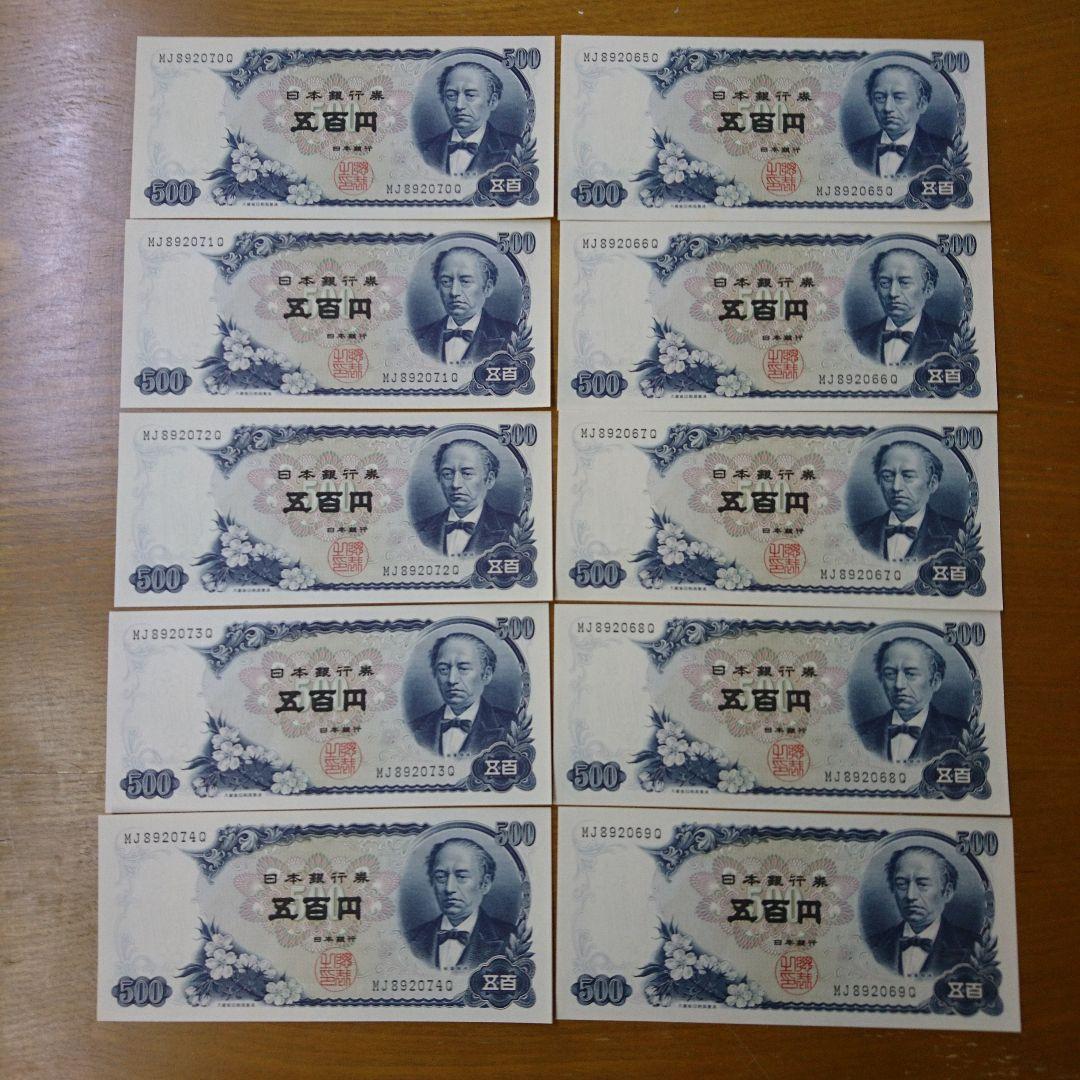 MJ892070Q 500
日本銀行券
五百円
日本銀行
MJ892070Q
500 五百
MJ892065Q 500
日本銀行券
五百円
日本銀行
MJ892065Q
500 五百
MJ892071Q 500
日本銀行券
五百円
日本銀行
MJ892071Q
500 五百
MJ892066Q 500
日本銀行券
五百円
日本銀行
MJ892066Q
500 五百
MJ892072Q 500
日本銀行券
五百円
日本銀行
MJ892072Q
500 五百
MJ892067Q 500
日本銀行券
五百円
日本銀行
MJ892067Q
500 五百
MJ892073Q 500
日本銀行券
五百円
日本銀行
MJ892073Q
500 五百
MJ892068Q 500
日本銀行券
五百円
日本銀行
MJ892068Q
500 五百
MJ892074Q 500
日本銀行券
五百円
日本銀行
MJ892074Q
500 五百
MJ892069Q 500
日本銀行券
五百円
日本銀行
MJ892069Q
500 五百